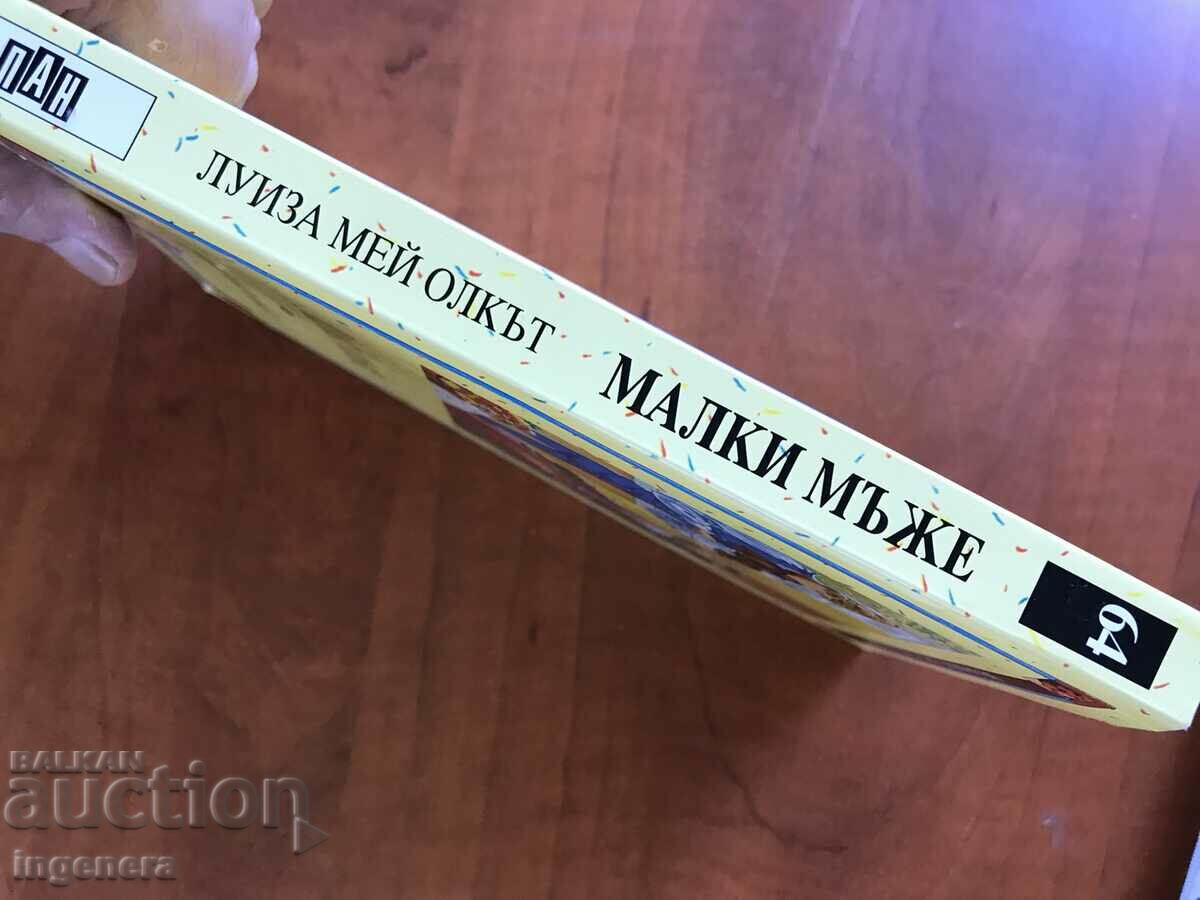 ПАН
ЛУИЗА МЕЙ ОЛКЪТ
МАЛКИ МЪЖЕ
64
BALKAN
auction
ingenera